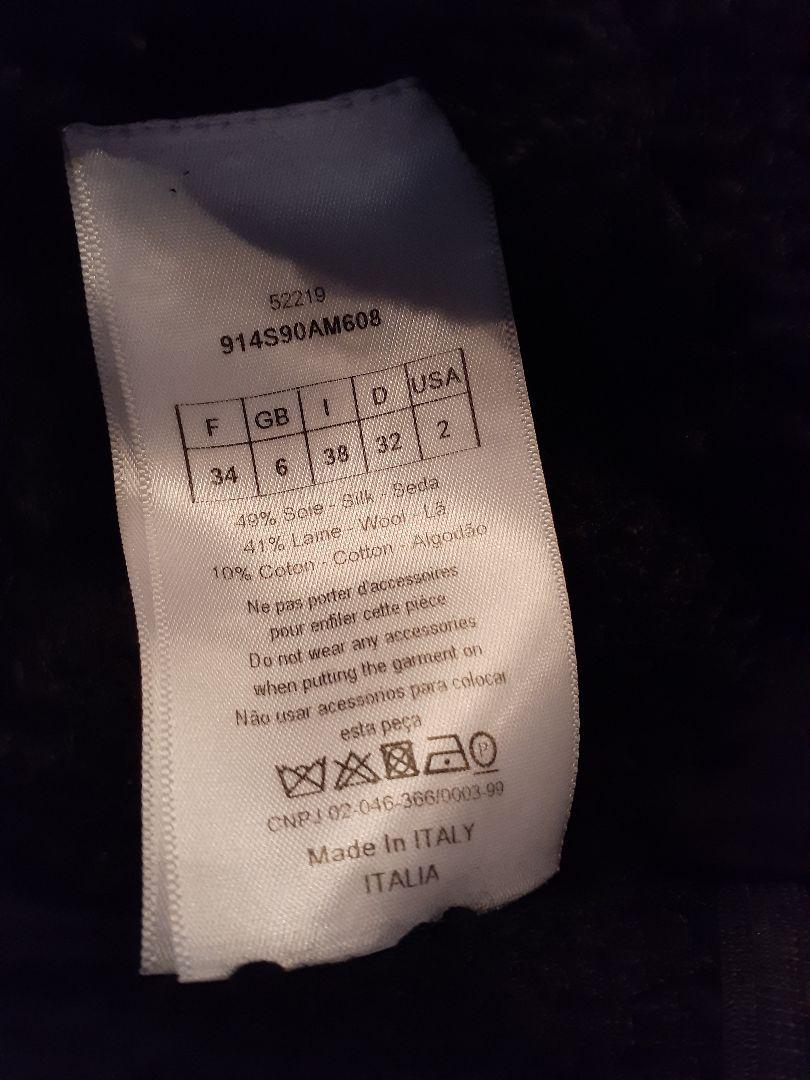 52219
914S90AM608
F GB I D USA
34 6 38 32 2
49% Soie - Silk - Seda
41% Laine - Wool - Lã
10% Coton - Cotton - Algodão
Ne pas porter d'accessoires
pour enfiler cette pièce
Do not wear any accessories
when putting the garment on
Não usar acessorios para colocar
esta peça
P
CNPJ 02-046-366/0003-99
Made In ITALY
ITALIA